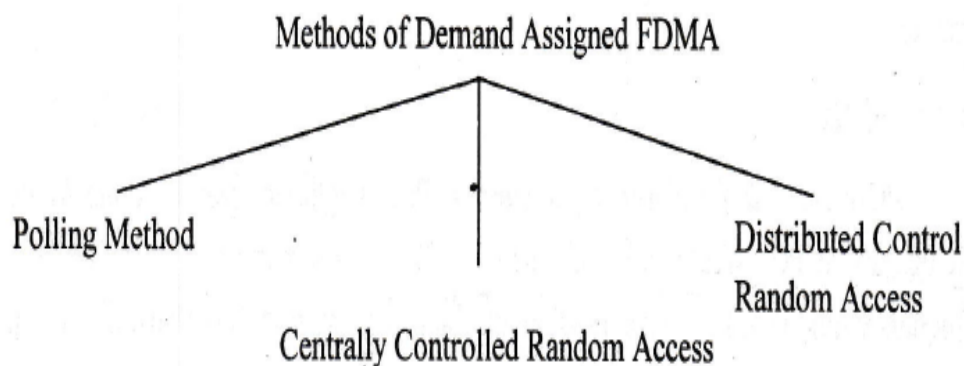 Methods of Demand Assigned FDMA
Polling Method
Distributed Control
Random Access
Centrally Controlled Random Access